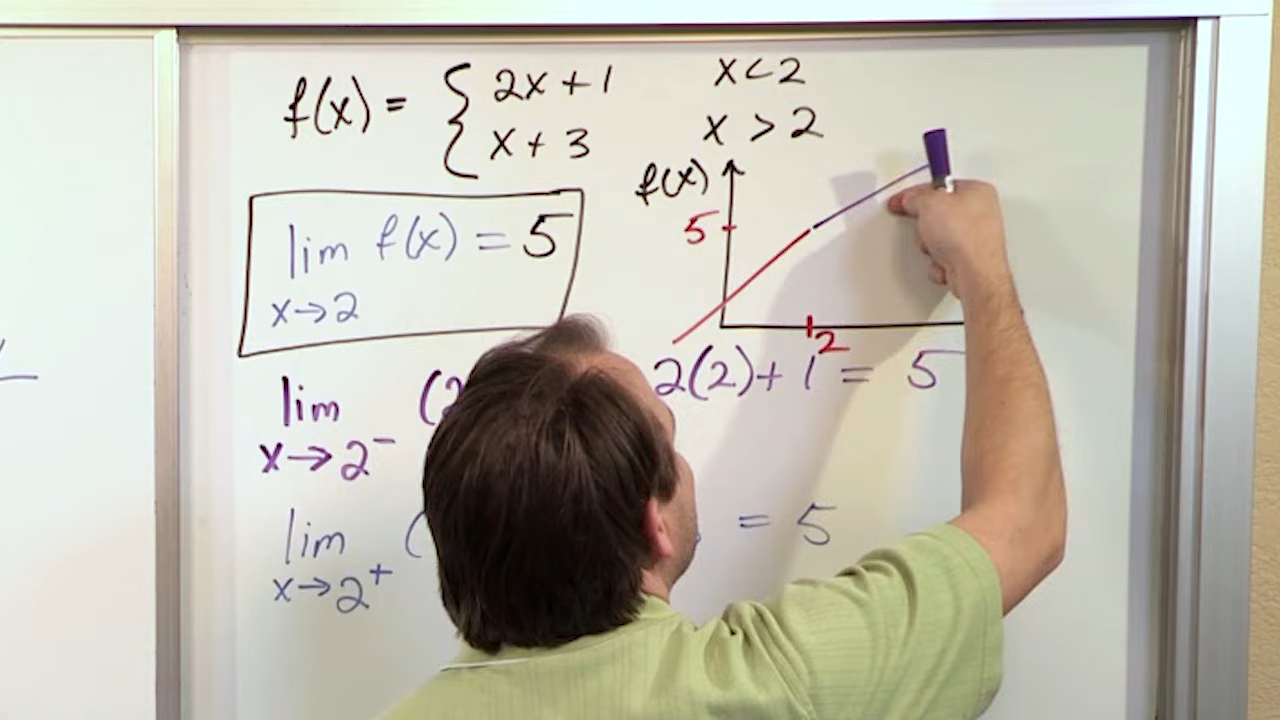 f(x) = { 2x + 1 x < 2
x + 3 x > 2
lim f(x) = 5
x → 2
f(x)
5
2
lim (2 2(2) + 1 = 5
x → 2⁻
lim ( = 5
x → 2⁺